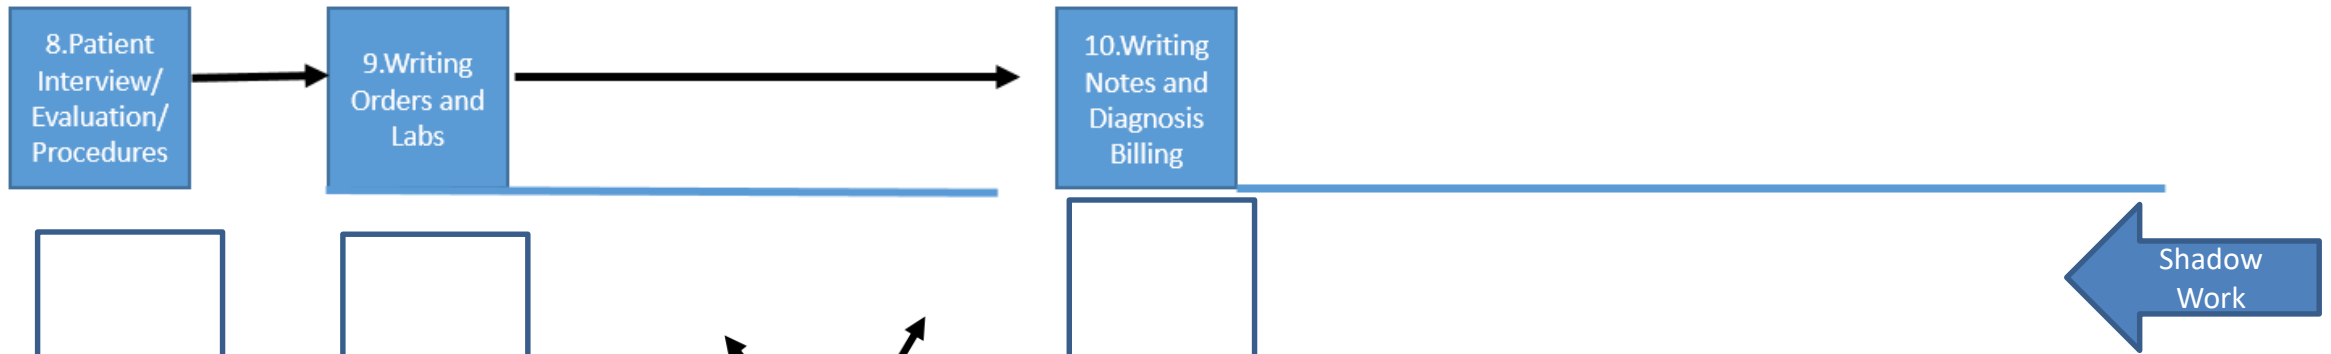 8.Patient
Interview/
Evaluation/
Procedures
9.Writing
Orders and
Labs
10.Writing
Notes and
Diagnosis
Billing
Shadow
Work